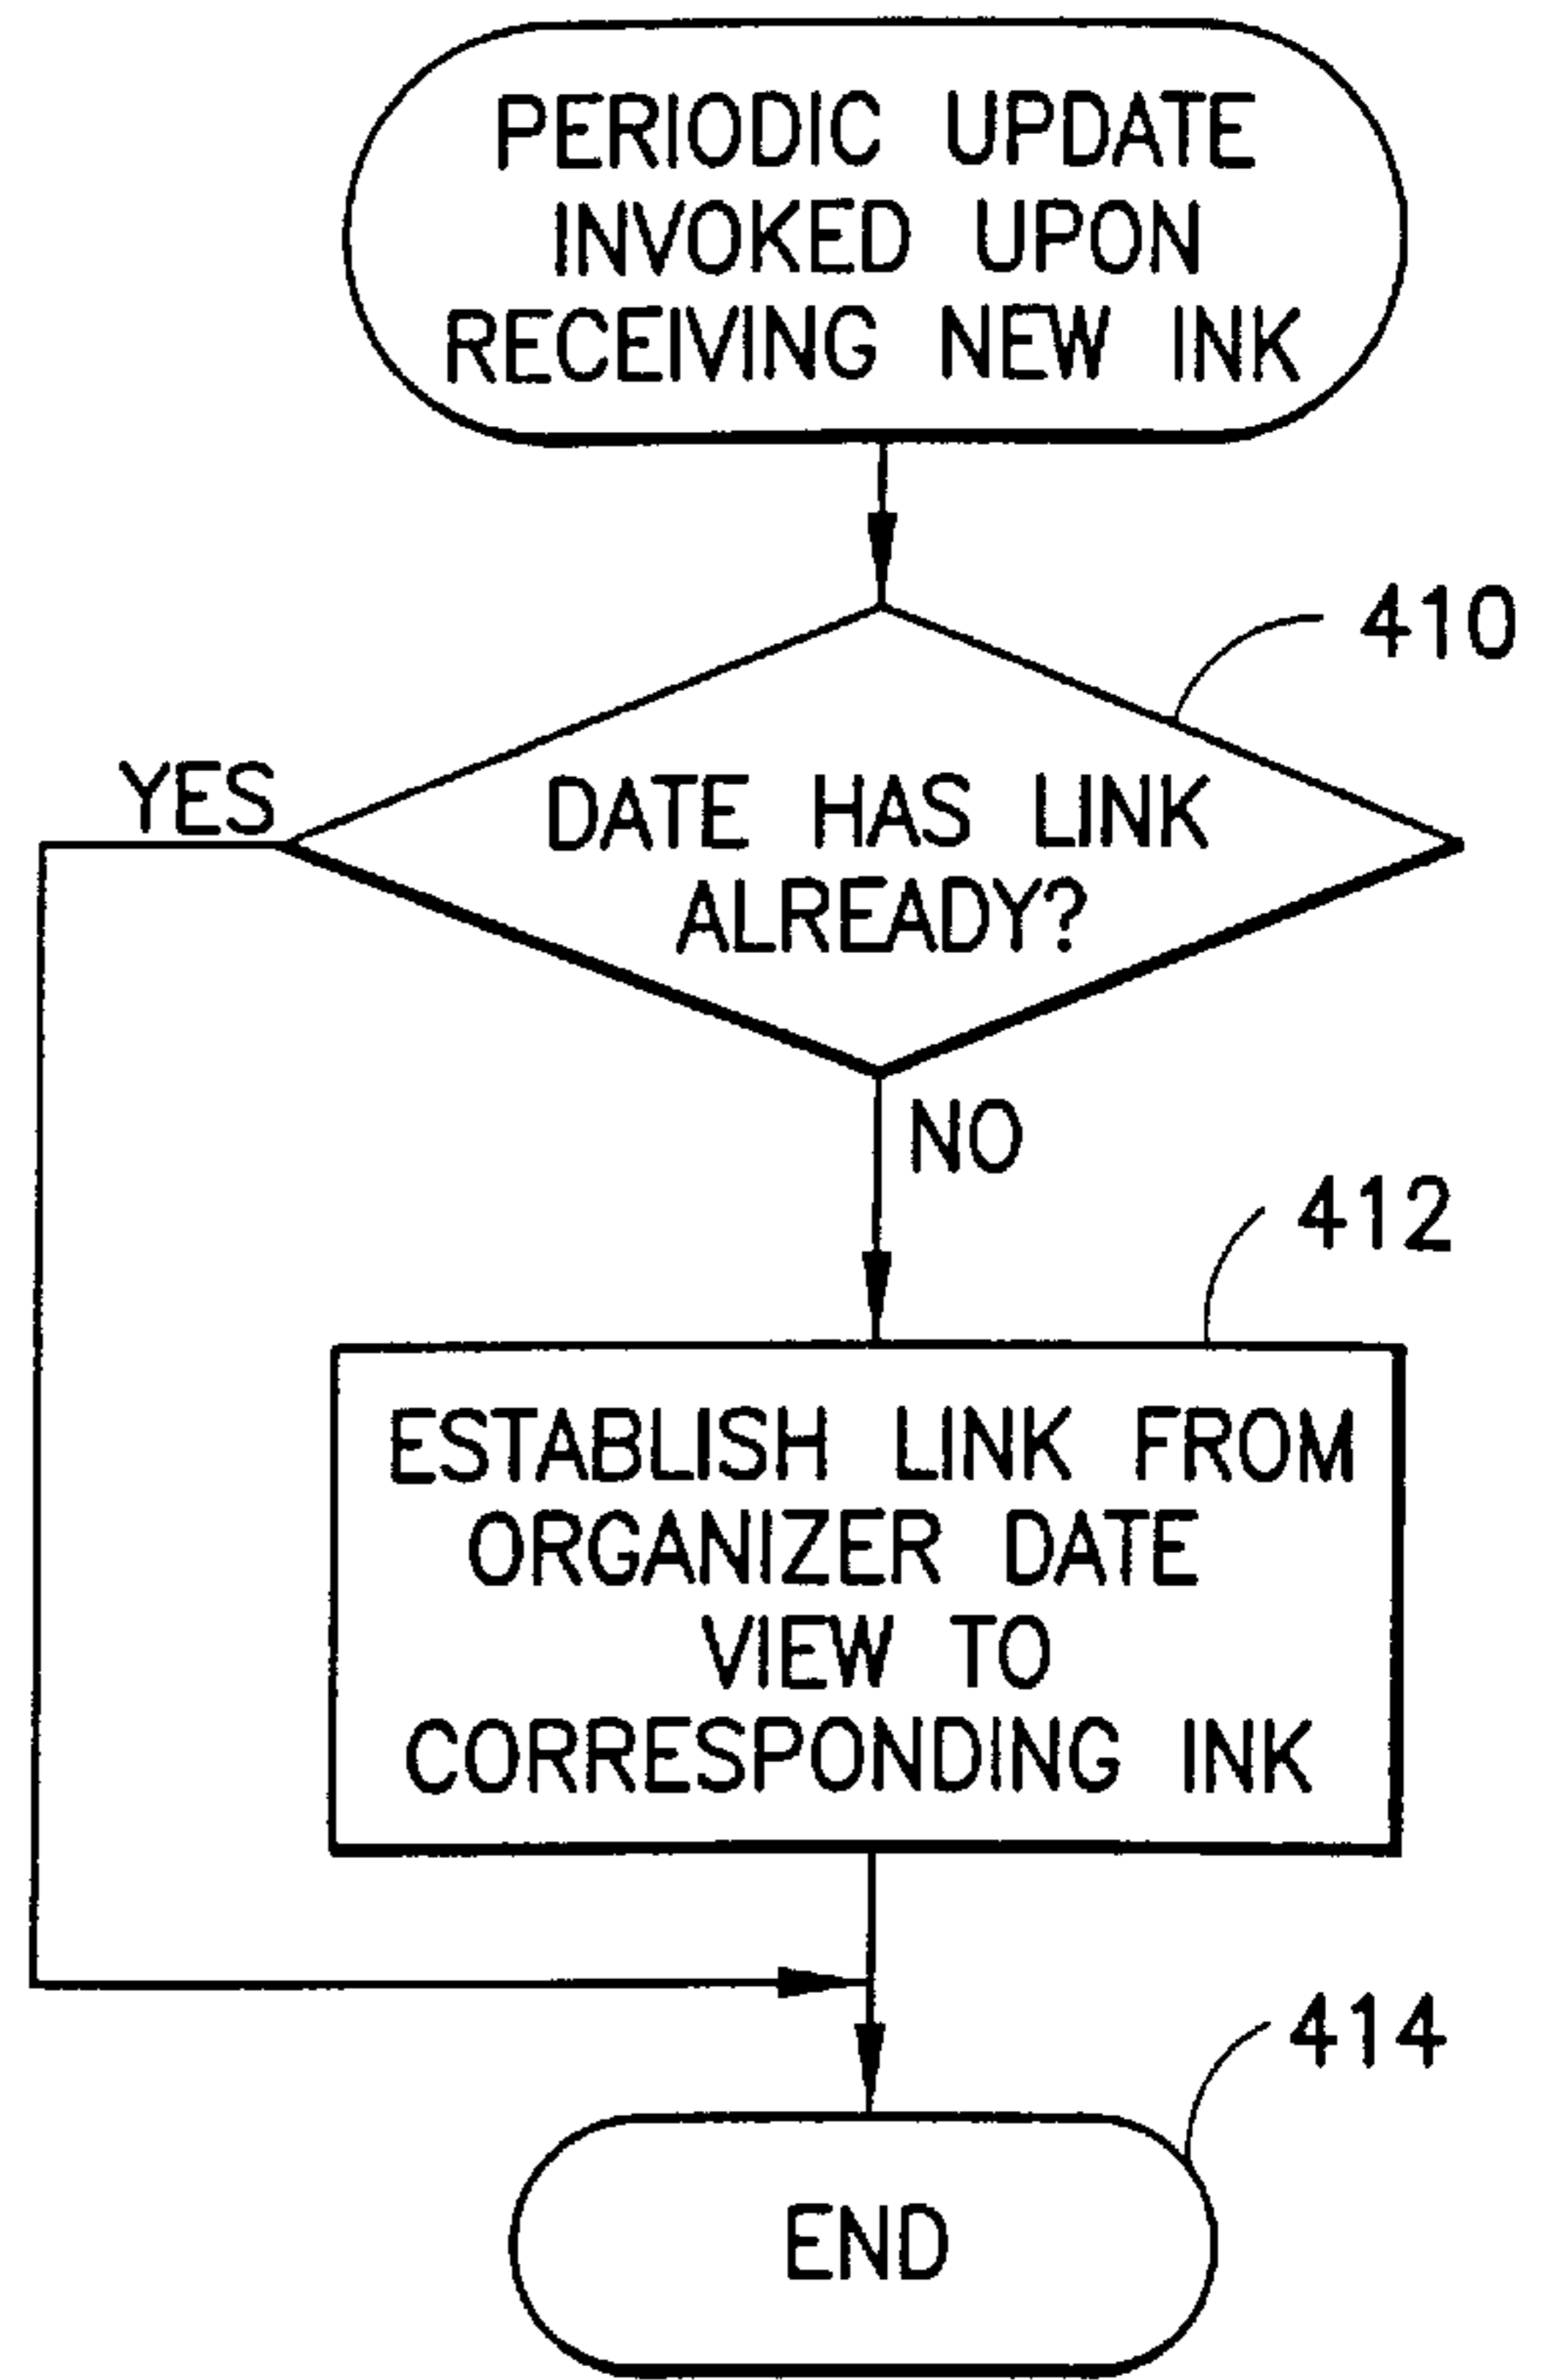 PERIODIC UPDATE
INVOKED UPON
RECEIVING NEW INK
410
YES
DATE HAS LINK
ALREADY?
NO
412
ESTABLISH LINK FROM
ORGANIZER DATE
VIEW TO
CORRESPONDING INK
414
END